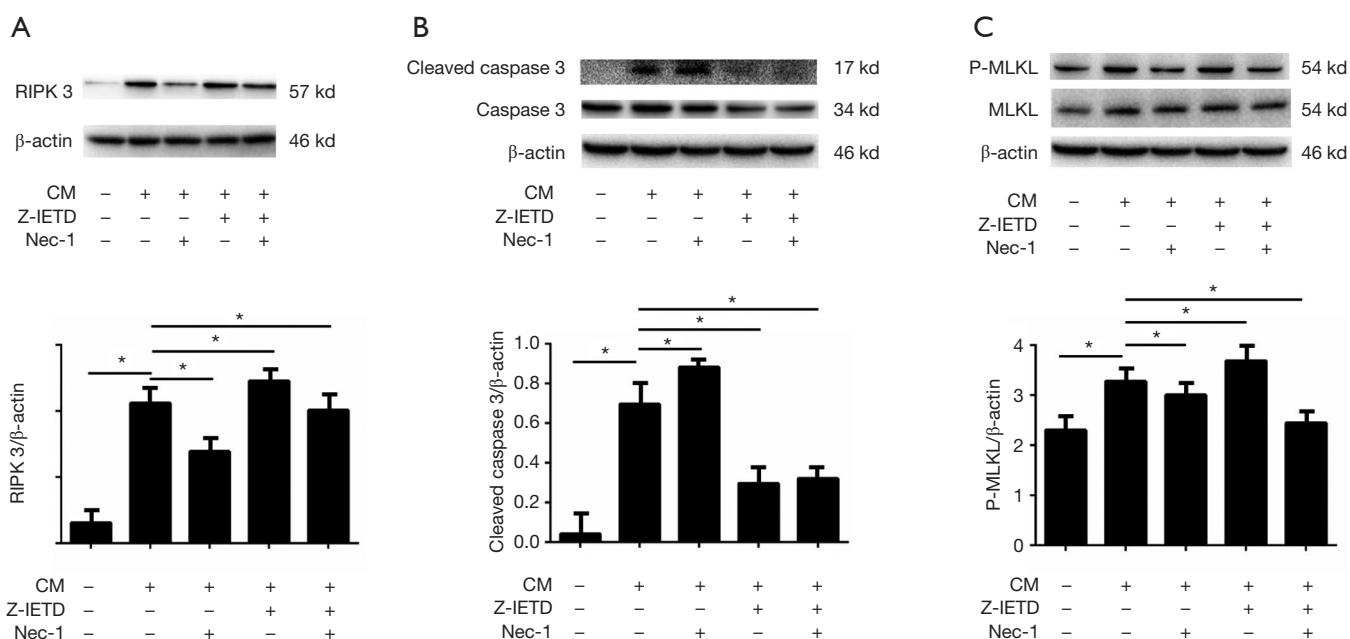 A
RIPK 3
57 kd
β-actin
46 kd
CM – + + + +
Z-IETD – – – + +
Nec-1 – – + – +
* * * *
RIPK 3/β-actin
CM – + + + +
Z-IETD – – – + +
Nec-1 – – + – +
B
Cleaved caspase 3
17 kd
Caspase 3
34 kd
β-actin
46 kd
CM – + + + +
Z-IETD – – – + +
Nec-1 – – + – +
* * * *
Cleaved caspase 3/β-actin
1.0
0.8
0.6
0.4
0.2
0.0
CM – + + + +
Z-IETD – – – + +
Nec-1 – – + – +
C
P-MLKL
54 kd
MLKL
54 kd
β-actin
46 kd
CM – + + + +
Z-IETD – – – + +
Nec-1 – – + – +
* * * *
P-MLKL/β-actin
4
3
2
1
0
CM – + + + +
Z-IETD – – – + +
Nec-1 – – + – +